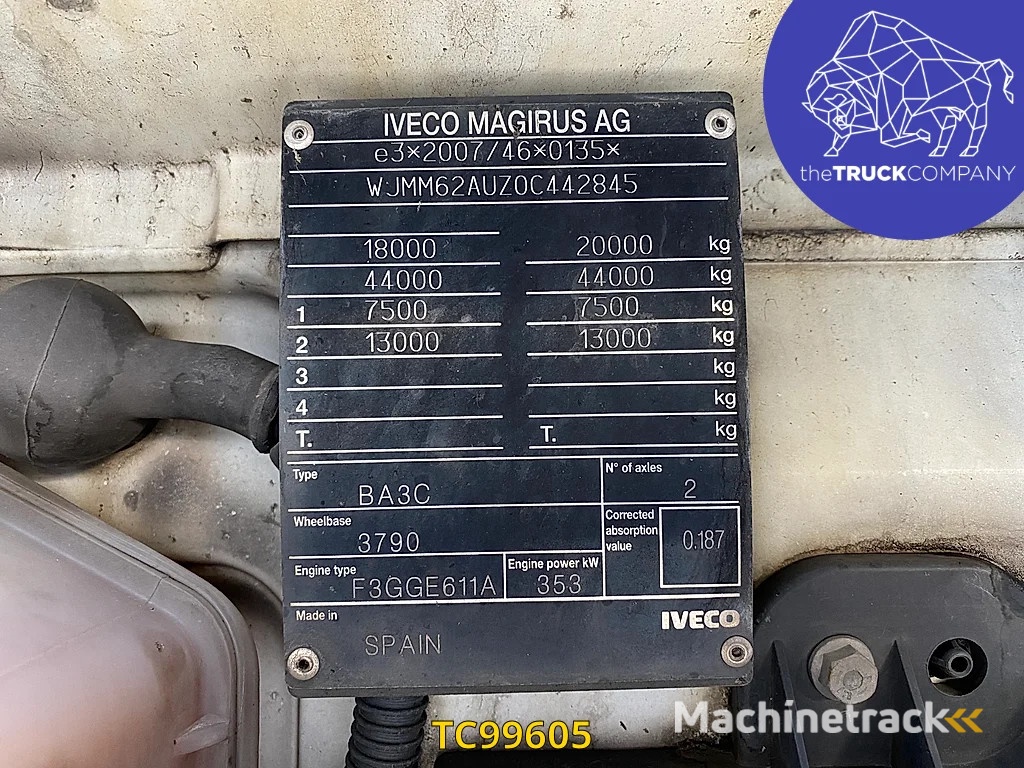 theTRUCKCOMPANY
IVECO MAGIRUS AG
e3*2007/46*0135*
WJMM62AUZ0C442845
18000 20000 kg
44000 44000 kg
1 7500 7500 kg
2 13000 13000 kg
3 kg
4 kg
T. T. kg
Type BA3C N° of axles 2
Wheelbase 3790 Corrected absorption value 0.187
Engine type F3GGE611A Engine power kW 353
Made in SPAIN IVECO
TC99605
Machinetrack